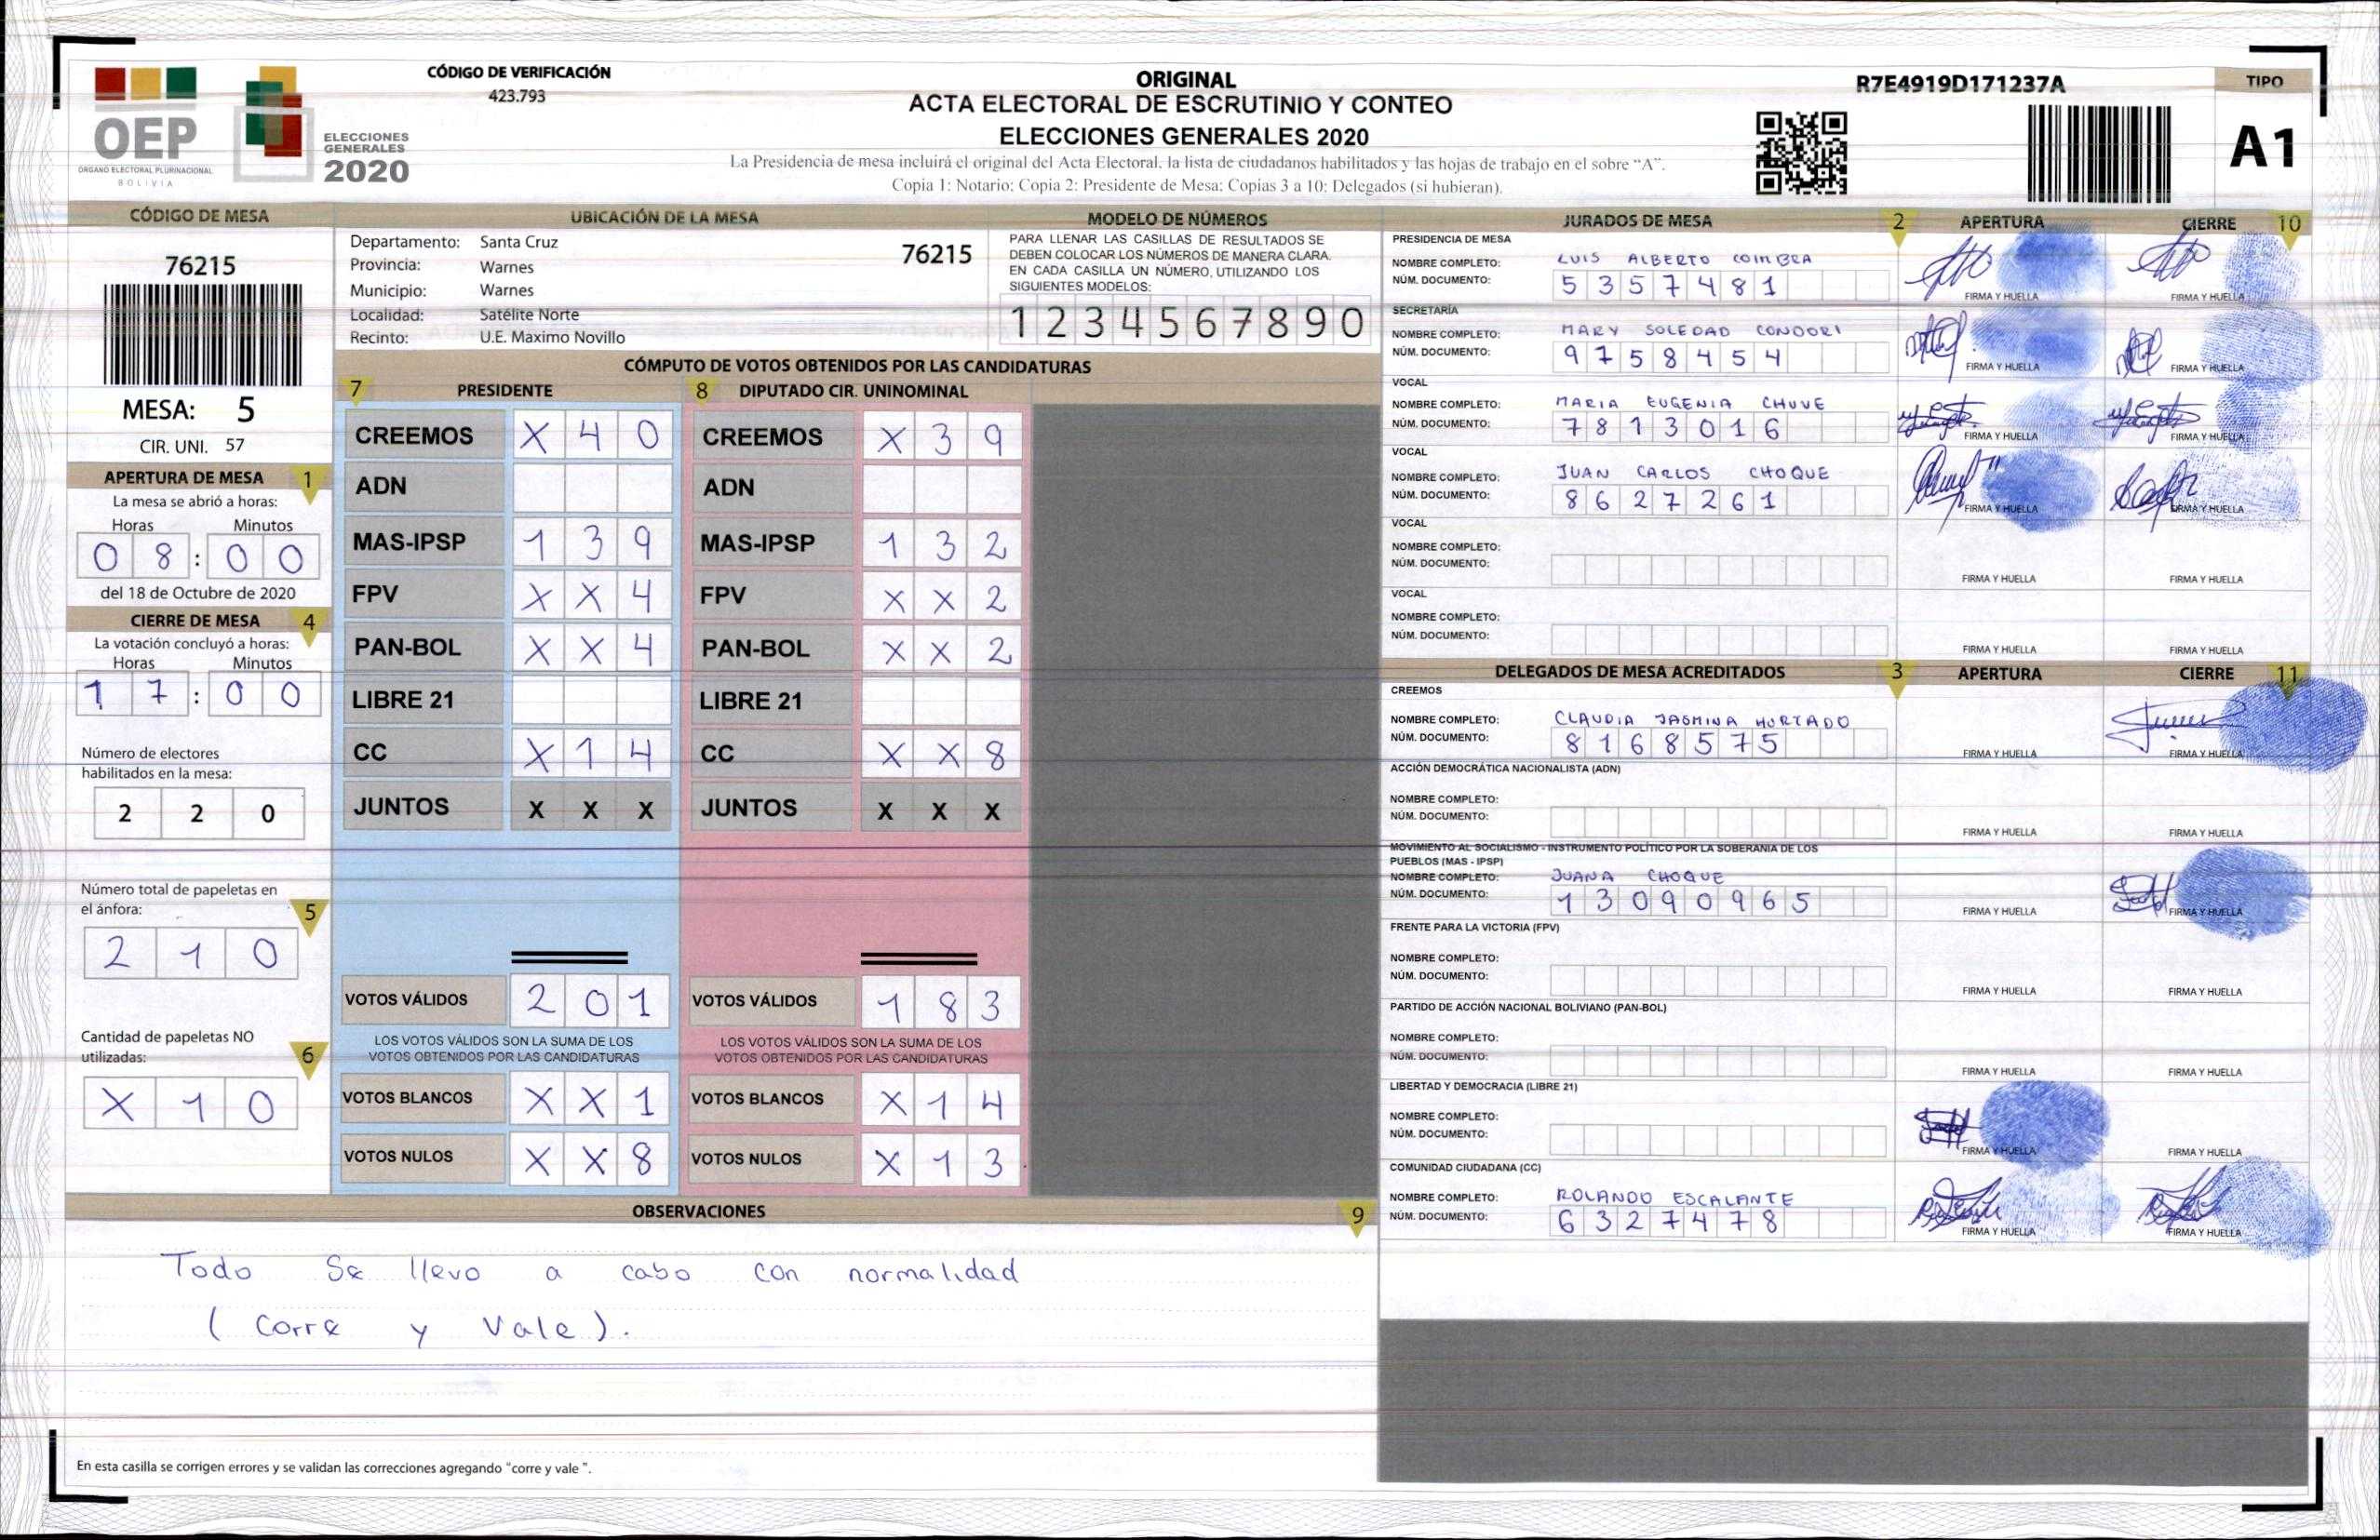 OEP
ÓRGANO ELECTORAL PLURINACIONAL
BOLIVIA
ELECCIONES
GENERALES
2020
CÓDIGO DE VERIFICACIÓN
423.793
ORIGINAL
ACTA ELECTORAL DE ESCRUTINIO Y CONTEO
ELECCIONES GENERALES 2020
La Presidencia de mesa incluirá el original del Acta Electoral, la lista de ciudadanos habilitados y las hojas de trabajo en el sobre “A”.
Copia 1: Notario; Copia 2: Presidente de Mesa; Copias 3 a 10: Delegados (si hubieran).
R7E4919D171237A
TIPO
A1
CÓDIGO DE MESA
76215
MESA: 5
CIR. UNI. 57
APERTURA DE MESA 1
La mesa se abrió a horas:
Horas Minutos
0 8 : 0 0
del 18 de Octubre de 2020
CIERRE DE MESA 4
La votación concluyó a horas:
Horas Minutos
1 7 : 0 0
Número de electores
habilitados en la mesa:
2 2 0
Número total de papeletas en
el ánfora: 5
2 1 0
Cantidad de papeletas NO
utilizadas: 6
X 1 0
UBICACIÓN DE LA MESA
Departamento: Santa Cruz 76215
Provincia: Warnes
Municipio: Warnes
Localidad: Satélite Norte
Recinto: U.E. Maximo Novillo
MODELO DE NÚMEROS
PARA LLENAR LAS CASILLAS DE RESULTADOS SE
DEBEN COLOCAR LOS NÚMEROS DE MANERA CLARA.
EN CADA CASILLA UN NÚMERO, UTILIZANDO LOS
SIGUIENTES MODELOS:
1 2 3 4 5 6 7 8 9 0
CÓMPUTO DE VOTOS OBTENIDOS POR LAS CANDIDATURAS
7 PRESIDENTE 8 DIPUTADO CIR. UNINOMINAL
CREEMOS X 4 0 CREEMOS X 3 9
ADN ADN
MAS-IPSP 1 3 9 MAS-IPSP 1 3 2
FPV X X 4 FPV X X 2
PAN-BOL X X 4 PAN-BOL X X 2
LIBRE 21 LIBRE 21
CC X 1 4 CC X X 8
JUNTOS X X X JUNTOS X X X
VOTOS VÁLIDOS 2 0 1 VOTOS VÁLIDOS 1 8 3
LOS VOTOS VÁLIDOS SON LA SUMA DE LOS LOS VOTOS VÁLIDOS SON LA SUMA DE LOS
VOTOS OBTENIDOS POR LAS CANDIDATURAS VOTOS OBTENIDOS POR LAS CANDIDATURAS
VOTOS BLANCOS X X 1 VOTOS BLANCOS X 1 4
VOTOS NULOS X X 8 VOTOS NULOS X 1 3
OBSERVACIONES 9
Todo Se llevo a cabo con normalidad
( Corre y Vale ).
En esta casilla se corrigen errores y se validan las correcciones agregando “corre y vale ”.
JURADOS DE MESA 2 APERTURA CIERRE 10
PRESIDENCIA DE MESA
NOMBRE COMPLETO: LUIS ALBERTO COIMBRA
NÚM. DOCUMENTO: 5 3 5 7 4 8 1
FIRMA Y HUELLA FIRMA Y HUELLA
SECRETARÍA
NOMBRE COMPLETO: MARY SOLEDAD CONDORI
NÚM. DOCUMENTO: 9 7 5 8 4 5 4
FIRMA Y HUELLA FIRMA Y HUELLA
VOCAL
NOMBRE COMPLETO: MARIA EUGENIA CHUVE
NÚM. DOCUMENTO: 7 8 1 3 0 1 6
FIRMA Y HUELLA FIRMA Y HUELLA
VOCAL
NOMBRE COMPLETO: JUAN CARLOS CHOQUE
NÚM. DOCUMENTO: 8 6 2 7 2 6 1
FIRMA Y HUELLA FIRMA Y HUELLA
VOCAL
NOMBRE COMPLETO:
NÚM. DOCUMENTO:
FIRMA Y HUELLA FIRMA Y HUELLA
VOCAL
NOMBRE COMPLETO:
NÚM. DOCUMENTO:
FIRMA Y HUELLA FIRMA Y HUELLA
DELEGADOS DE MESA ACREDITADOS 3 APERTURA CIERRE 11
CREEMOS
NOMBRE COMPLETO: CLAUDIA JASMINA HURTADO
NÚM. DOCUMENTO: 8 1 6 8 5 7 5
FIRMA Y HUELLA FIRMA Y HUELLA
ACCIÓN DEMOCRÁTICA NACIONALISTA (ADN)
NOMBRE COMPLETO:
NÚM. DOCUMENTO:
FIRMA Y HUELLA FIRMA Y HUELLA
MOVIMIENTO AL SOCIALISMO - INSTRUMENTO POLÍTICO POR LA SOBERANÍA DE LOS
PUEBLOS (MAS - IPSP)
NOMBRE COMPLETO: JUANA CHOQUE
NÚM. DOCUMENTO: 1 3 0 9 0 9 6 5
FIRMA Y HUELLA FIRMA Y HUELLA
FRENTE PARA LA VICTORIA (FPV)
NOMBRE COMPLETO:
NÚM. DOCUMENTO:
FIRMA Y HUELLA FIRMA Y HUELLA
PARTIDO DE ACCIÓN NACIONAL BOLIVIANO (PAN-BOL)
NOMBRE COMPLETO:
NÚM. DOCUMENTO:
FIRMA Y HUELLA FIRMA Y HUELLA
LIBERTAD Y DEMOCRACIA (LIBRE 21)
NOMBRE COMPLETO:
NÚM. DOCUMENTO:
FIRMA Y HUELLA FIRMA Y HUELLA
COMUNIDAD CIUDADANA (CC)
NOMBRE COMPLETO: ROLANDO ESCALANTE
NÚM. DOCUMENTO: 6 3 2 7 4 7 8
FIRMA Y HUELLA FIRMA Y HUELLA